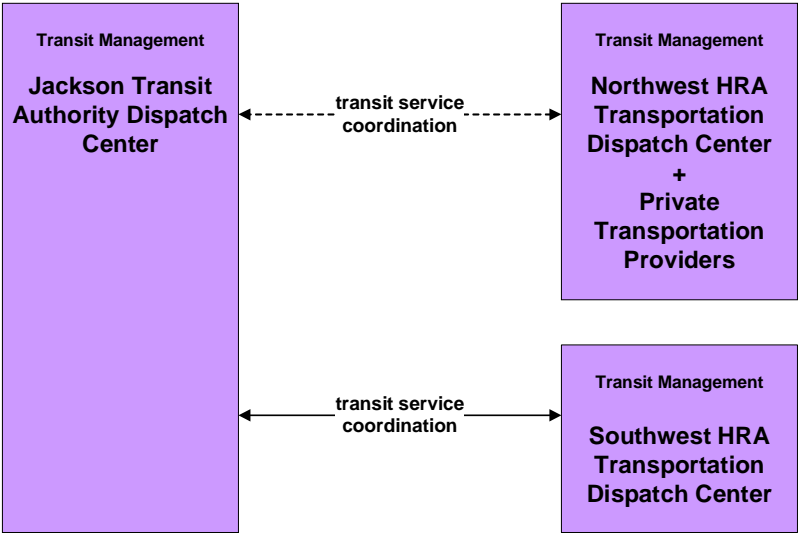 Transit Management
Jackson Transit
Authority Dispatch
Center
transit service
coordination
Transit Management
Northwest HRA
Transportation
Dispatch Center
+
Private
Transportation
Providers
transit service
coordination
Transit Management
Southwest HRA
Transportation
Dispatch Center